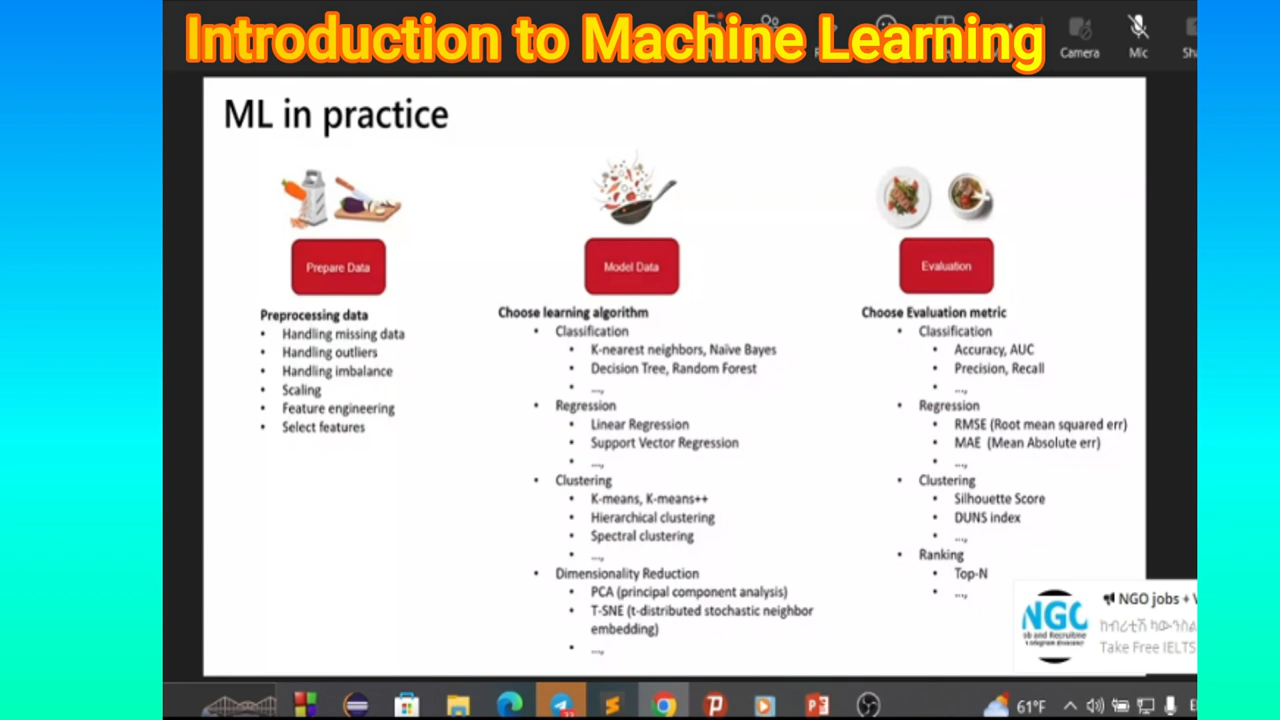 Introduction to Machine Learning
Camera
Mic
Sh
ML in practice
Prepare Data
Preprocessing data
• Handling missing data
• Handling outliers
• Handling imbalance
• Scaling
• Feature engineering
• Select features
Model Data
Choose learning algorithm
• Classification
• K-nearest neighbors, Naïve Bayes
• Decision Tree, Random Forest
• ...,
• Regression
• Linear Regression
• Support Vector Regression
• ...,
• Clustering
• K-means, K-means++
• Hierarchical clustering
• Spectral clustering
• ...,
• Dimensionality Reduction
• PCA (principal component analysis)
• T-SNE (t-distributed stochastic neighbor
embedding)
• ...,
Evaluation
Choose Evaluation metric
• Classification
• Accuracy, AUC
• Precision, Recall
• ...,
• Regression
• RMSE (Root mean squared err)
• MAE (Mean Absolute err)
• ...,
• Clustering
• Silhouette Score
• DUNS index
• ...,
• Ranking
• Top-N
• ...,
NGO
ob and Recruitme
NGO jobs + V
Take Free IELTS
61°F